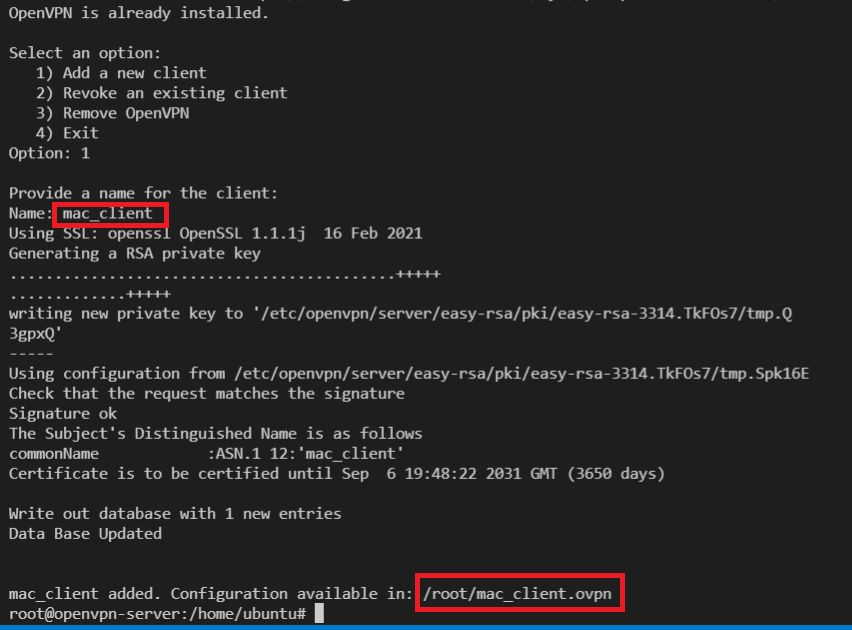 OpenVPN is already installed.
Select an option:
1) Add a new client
2) Revoke an existing client
3) Remove OpenVPN
4) Exit
Option: 1
Provide a name for the client:
Name: mac_client
Using SSL: openssl OpenSSL 1.1.1j  16 Feb 2021
Generating a RSA private key
...........................................+++++
.............+++++
writing new private key to '/etc/openvpn/server/easy-rsa/pki/easy-rsa-3314.TkFOs7/tmp.Q
3gpxQ'
-----
Using configuration from /etc/openvpn/server/easy-rsa/pki/easy-rsa-3314.TkFOs7/tmp.Spk16E
Check that the request matches the signature
Signature ok
The Subject's Distinguished Name is as follows
commonName            :ASN.1 12:'mac_client'
Certificate is to be certified until Sep  6 19:48:22 2031 GMT (3650 days)
Write out database with 1 new entries
Data Base Updated
mac_client added. Configuration available in: /root/mac_client.ovpn
root@openvpn-server:/home/ubuntu#